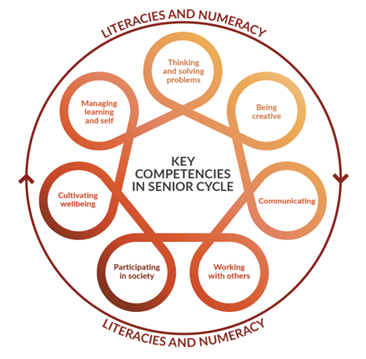 LITERACIES AND NUMERACY
Thinking
and solving
problems
Managing
learning
and self
Being
creative
KEY
COMPETENCIES
IN SENIOR CYCLE
Cultivating
wellbeing
Communicating
Participating
in society
Working
with others
LITERACIES AND NUMERACY